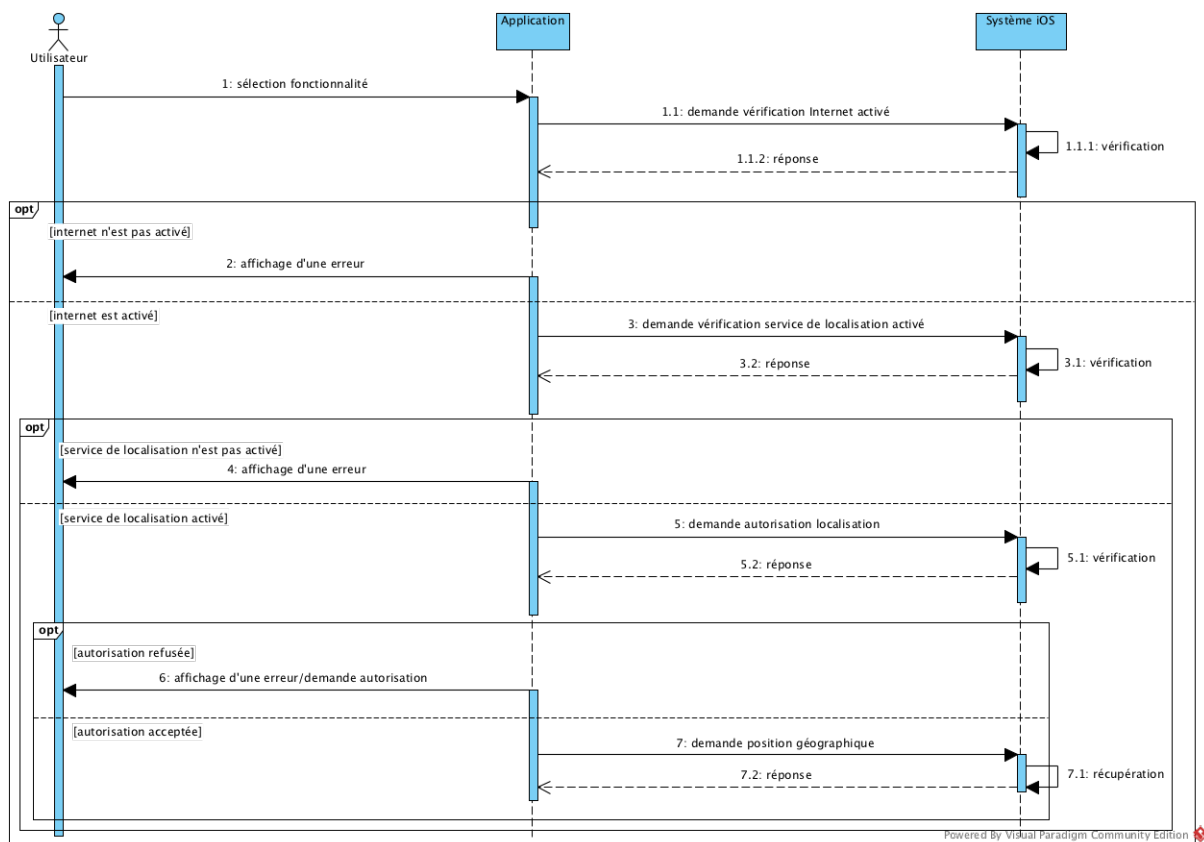 Utilisateur
Application
Système iOS
1: sélection fonctionnalité
1.1: demande vérification Internet activé
1.1.1: vérification
1.1.2: réponse
opt
[internet n'est pas activé]
2: affichage d'une erreur
[internet est activé]
3: demande vérification service de localisation activé
3.1: vérification
3.2: réponse
opt
[service de localisation n'est pas activé]
4: affichage d'une erreur
[service de localisation activé]
5: demande autorisation localisation
5.1: vérification
5.2: réponse
opt
[autorisation refusée]
6: affichage d'une erreur/demande autorisation
[autorisation acceptée]
7: demande position géographique
7.1: récupération
7.2: réponse
Powered By Visual Paradigm Community Edition